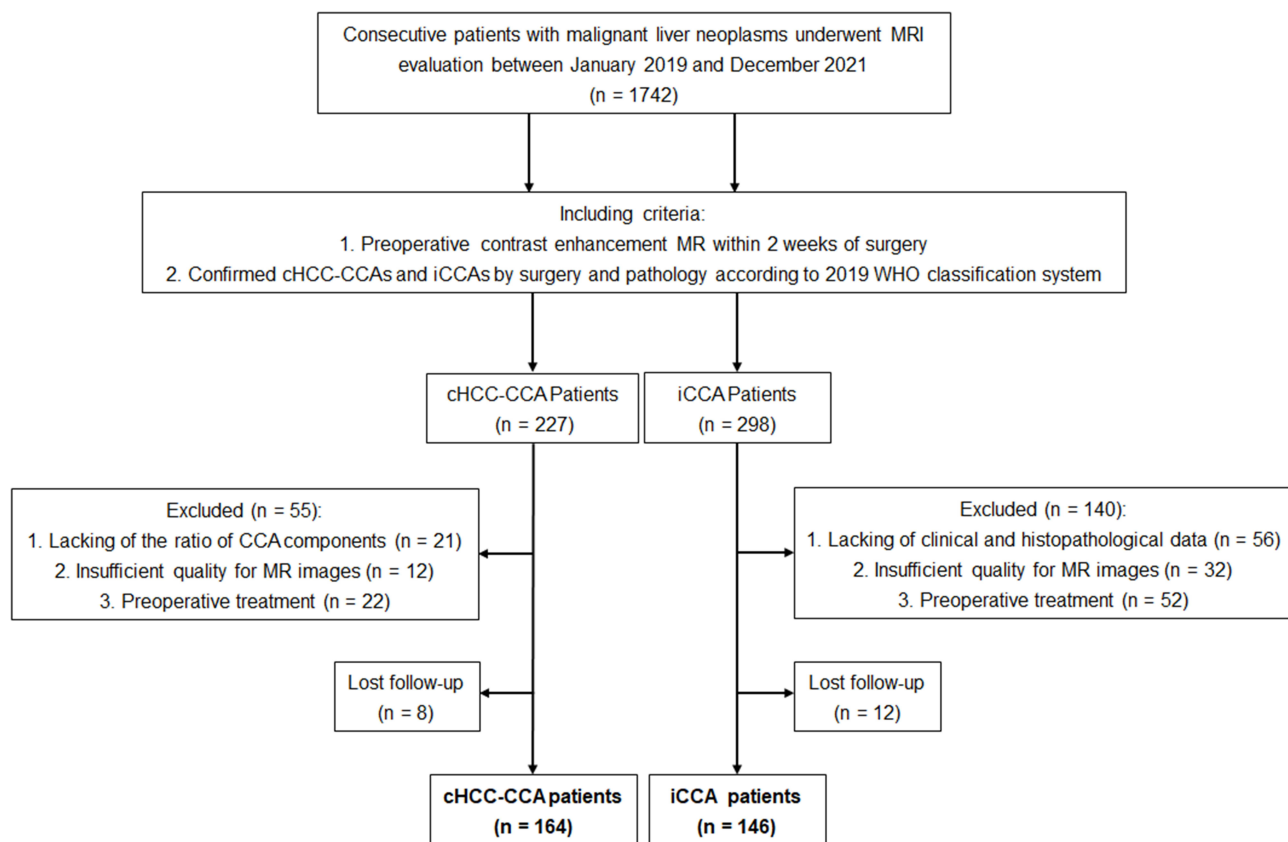 Consecutive patients with malignant liver neoplasms underwent MRI
evaluation between January 2019 and December 2021
(n = 1742)
Including criteria:
1. Preoperative contrast enhancement MR within 2 weeks of surgery
2. Confirmed cHCC-CCAs and iCCAs by surgery and pathology according to 2019 WHO classification system
cHCC-CCA Patients
(n = 227)
iCCA Patients
(n = 298)
Excluded (n = 55):
1. Lacking of the ratio of CCA components (n = 21)
2. Insufficient quality for MR images (n = 12)
3. Preoperative treatment (n = 22)
Excluded (n = 140):
1. Lacking of clinical and histopathological data (n = 56)
2. Insufficient quality for MR images (n = 32)
3. Preoperative treatment (n = 52)
Lost follow-up
(n = 8)
Lost follow-up
(n = 12)
cHCC-CCA patients
(n = 164)
iCCA patients
(n = 146)